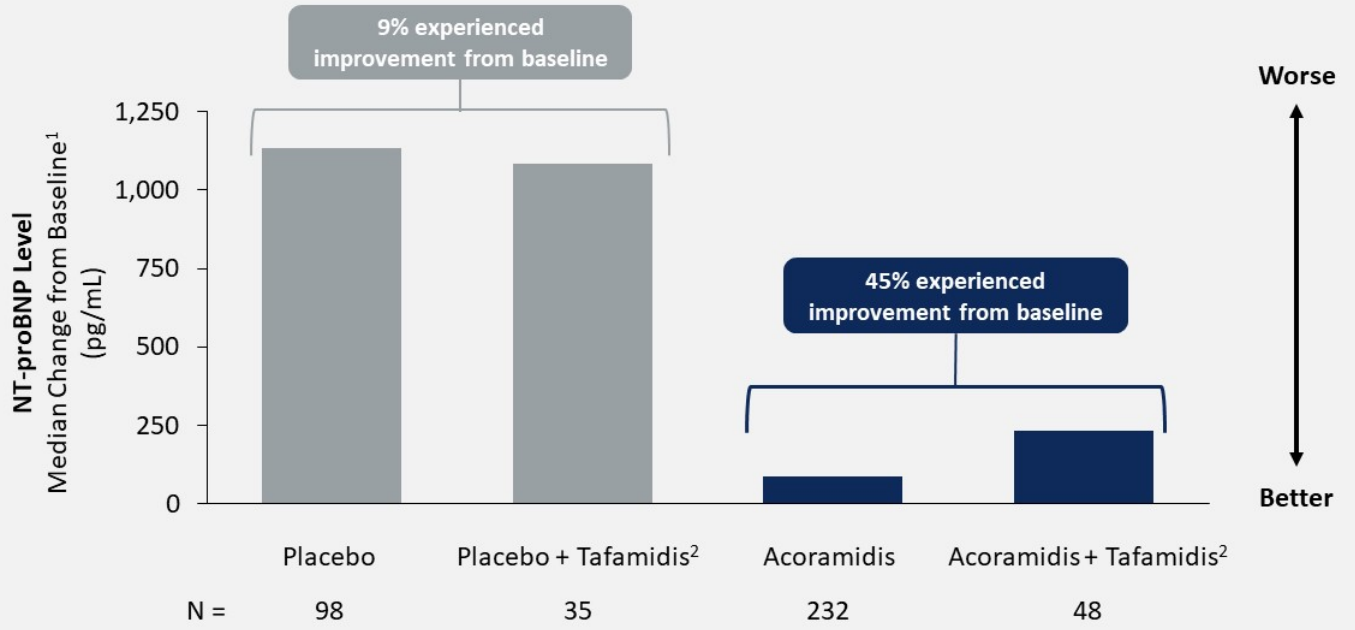 9% experienced
improvement from baseline
Worse
1,250
1,000
750
500
250
0
NT-proBNP Level
Median Change from Baseline¹
(pg/mL)
45% experienced
improvement from baseline
Better
Placebo
Placebo + Tafamidis²
Acoramidis
Acoramidis + Tafamidis²
N = 98 35 232 48